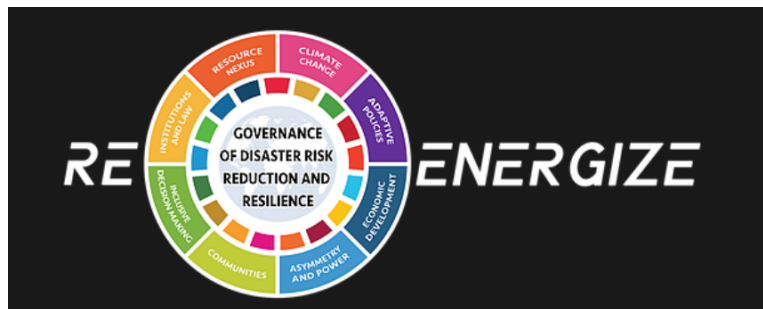 RE
ENERGIZE
GOVERNANCE
OF DISASTER RISK
REDUCTION AND
RESILIENCE
RESOURCE
NEXUS
CLIMATE
CHANGE
ADAPTIVE
POLICIES
ECONOMIC
DEVELOPMENT
ASYMMETRY
AND POWER
COMMUNITIES
INCLUSIVE
DECISION MAKING
INSTITUTIONS
AND LAW